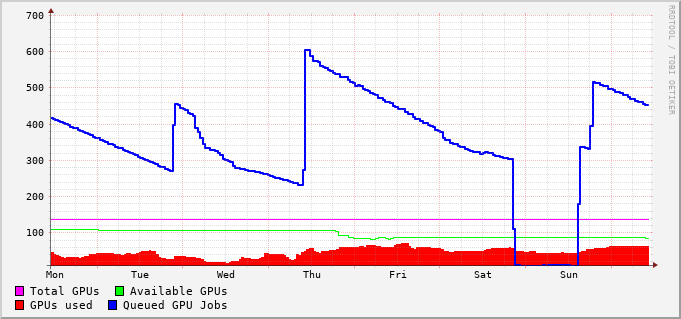 700
600
500
400
300
200
100
Mon Tue Wed Thu Fri Sat Sun
Total GPUs Available GPUs
GPUs used Queued GPU Jobs
RRDTOOL / TOBI OETIKER